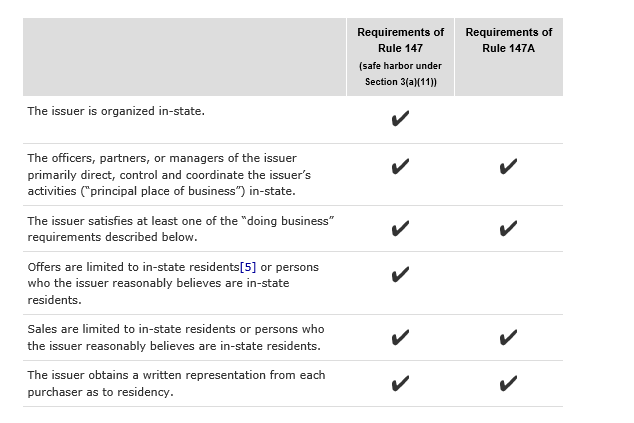 Requirements of
Rule 147
(safe harbor under
Section 3(a)(11))
Requirements of
Rule 147A
The issuer is organized in-state.
✔
The officers, partners, or managers of the issuer
primarily direct, control and coordinate the issuer's
activities ("principal place of business") in-state.
✔ ✔
The issuer satisfies at least one of the "doing business"
requirements described below.
✔ ✔
Offers are limited to in-state residents[5] or persons
who the issuer reasonably believes are in-state
residents.
✔
Sales are limited to in-state residents or persons who
the issuer reasonably believes are in-state residents.
✔ ✔
The issuer obtains a written representation from each
purchaser as to residency.
✔ ✔